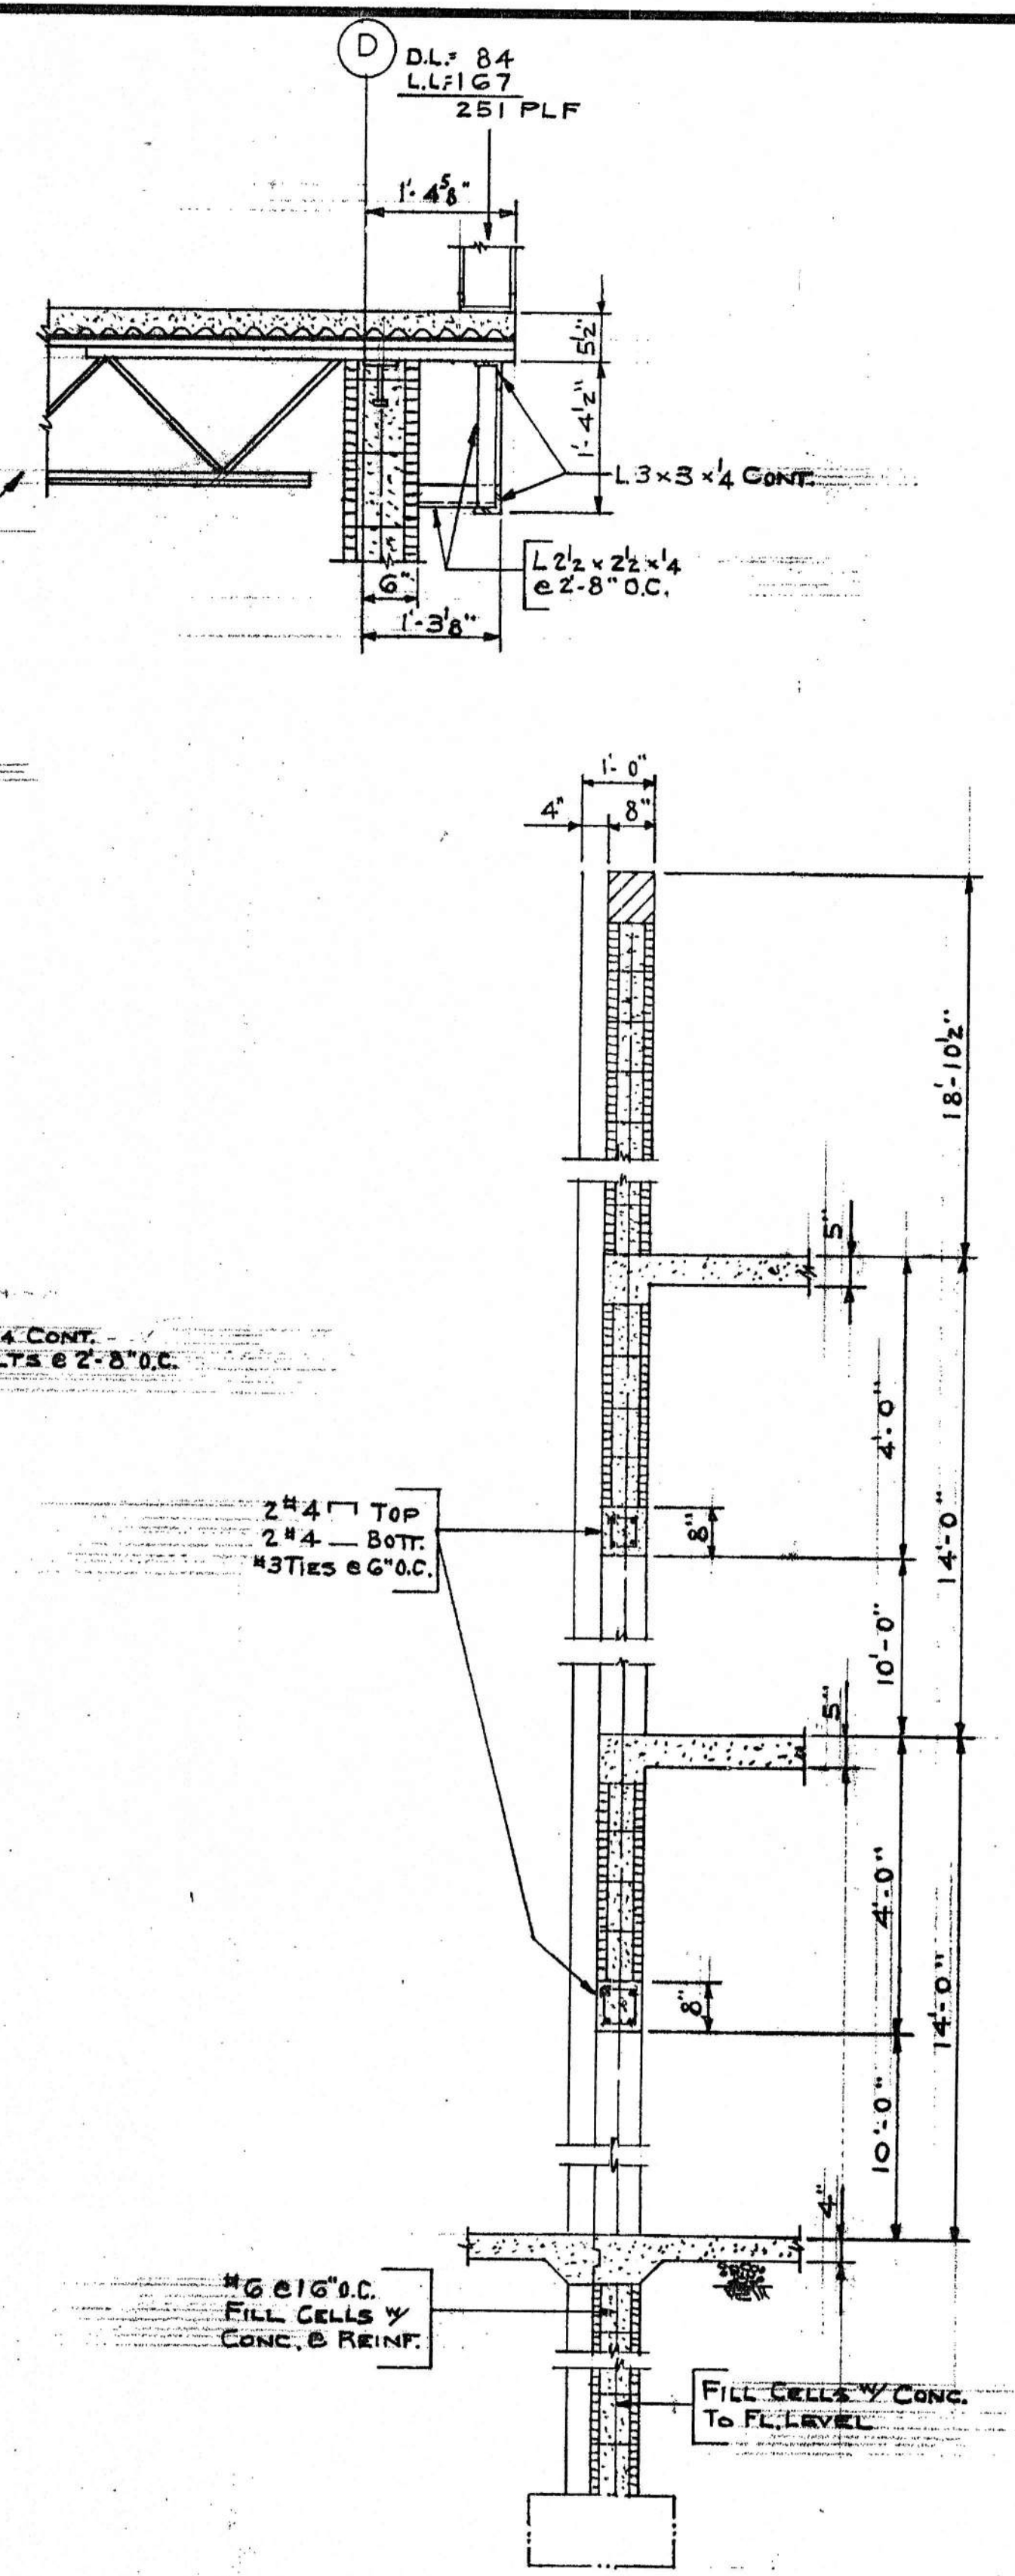 D
D.L.= 84
L.L.=167
251 PLF
1'-4 5/8"
5 1/2"
1'-4 1/2"
L 3 x 3 x 1/4 CONT.
L 2 1/2 x 2 1/2 x 1/4
@ 2'-8" O.C.
6"
1'-3 1/8"
1'-0"
4"
8"
18'-10 1/2"
5"
4 CONT.
LTS @ 2'-8" O.C.
4'-0"
14'-0"
2 #4 ⊓ TOP
2 #4 — BOTT.
#3 TIES @ 6" O.C.
8"
10'-0"
5"
4'-0"
14'-0"
8"
10'-0"
4"
#6 @ 16" O.C.
FILL CELLS W/
CONC. @ REINF.
FILL CELLS W/ CONC.
TO FL. LEVEL